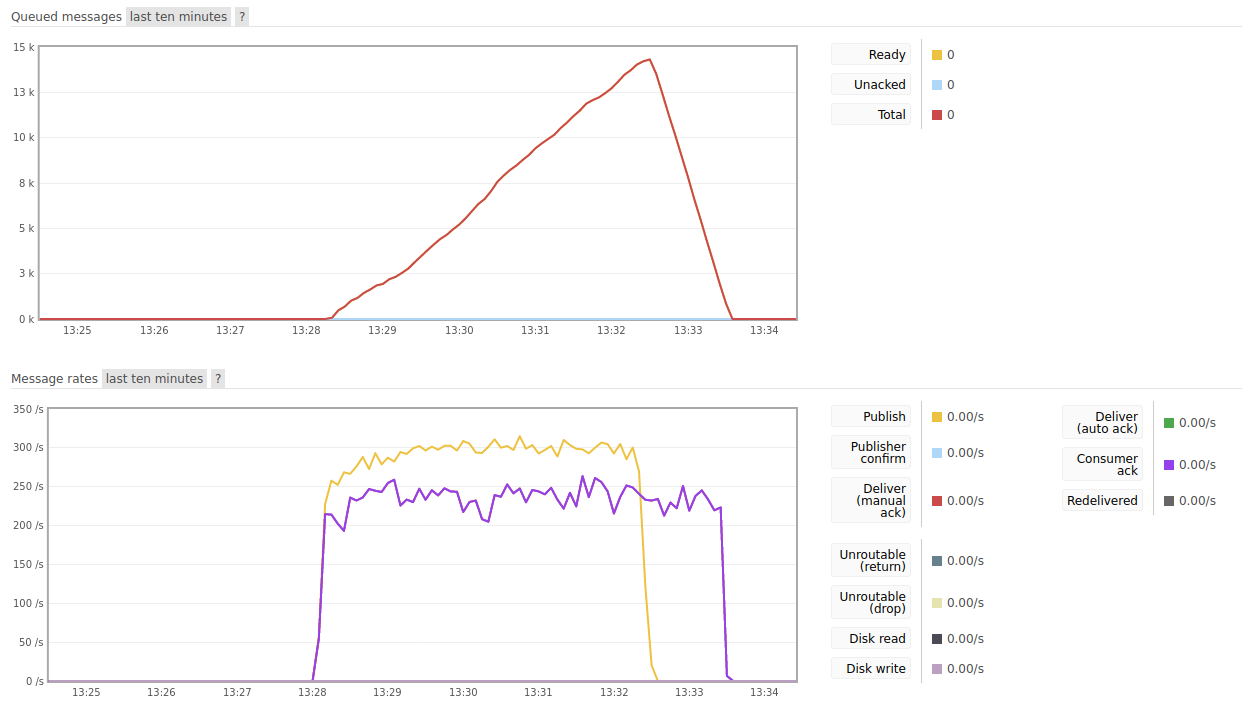 Queued messages last ten minutes ?
15 k
13 k
10 k
8 k
5 k
3 k
0 k
13:25 13:26 13:27 13:28 13:29 13:30 13:31 13:32 13:33 13:34
Ready 0
Unacked 0
Total 0
Message rates last ten minutes ?
350 /s
300 /s
250 /s
200 /s
150 /s
100 /s
50 /s
0 /s
13:25 13:26 13:27 13:28 13:29 13:30 13:31 13:32 13:33 13:34
Publish 0.00/s
Publisher
confirm 0.00/s
Deliver
(manual
ack) 0.00/s
Deliver
(auto ack) 0.00/s
Consumer
ack 0.00/s
Redelivered 0.00/s
Unroutable
(return) 0.00/s
Unroutable
(drop) 0.00/s
Disk read 0.00/s
Disk write 0.00/s